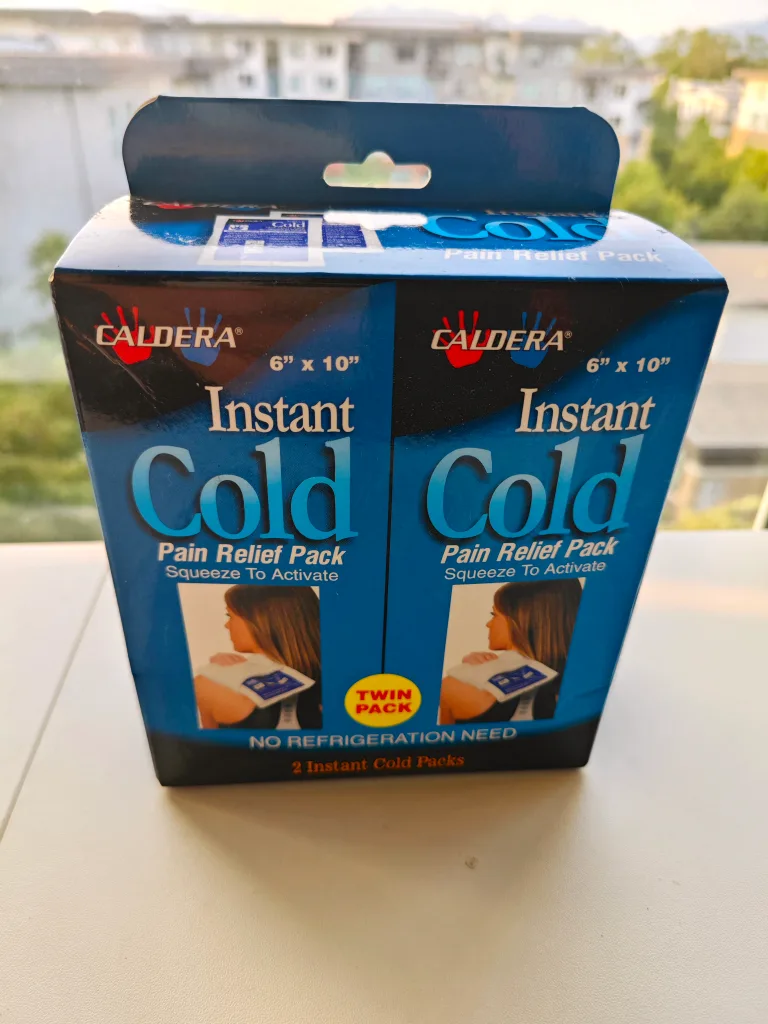 Cold
Instant
Cold
Pain Relief Pack
CALDERA®
6" x 10"
Instant
Cold
Pain Relief Pack
Squeeze To Activate
CALDERA®
6" x 10"
Instant
Cold
Pain Relief Pack
Squeeze To Activate
TWIN
PACK
NO REFRIGERATION NEED
2 Instant Cold Packs